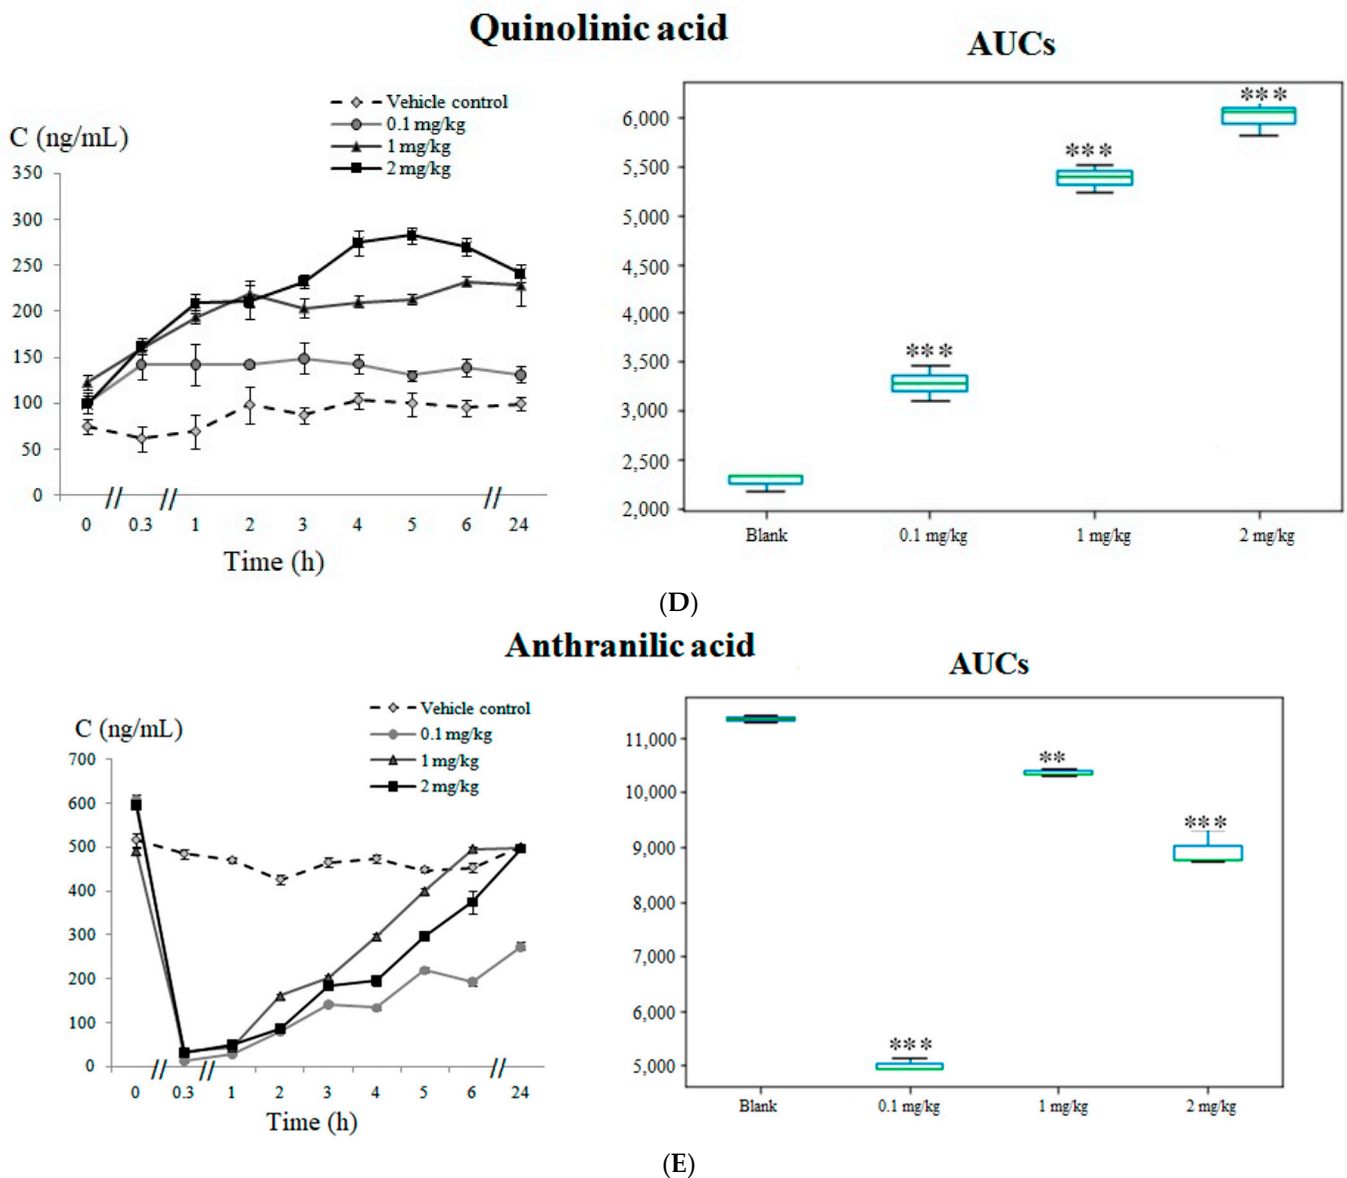 Quinolinic acid
AUCs
Vehicle control
0.1 mg/kg
1 mg/kg
2 mg/kg
C (ng/mL)
350
300
250
200
150
100
50
0
0 0.3 1 2 3 4 5 6 24
Time (h)
***
***
***
6,000
5,500
5,000
4,500
4,000
3,500
3,000
2,500
2,000
Blank 0.1 mg/kg 1 mg/kg 2 mg/kg
(D)
Anthranilic acid
AUCs
Vehicle control
0.1 mg/kg
1 mg/kg
2 mg/kg
C (ng/mL)
700
600
500
400
300
200
100
0
0 0.3 1 2 3 4 5 6 24
Time (h)
**
***
***
11,000
10,000
9,000
8,000
7,000
6,000
5,000
Blank 0.1 mg/kg 1 mg/kg 2 mg/kg
(E)